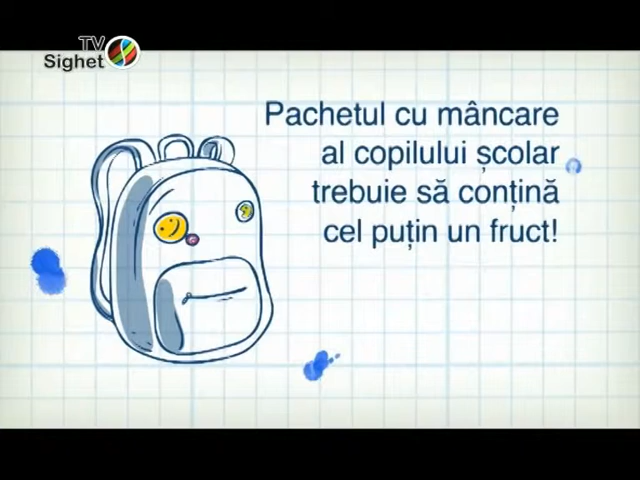 TV
Sighet
Pachetul cu mâncare
al copilului școlar
trebuie să conțină
cel puțin un fruct!